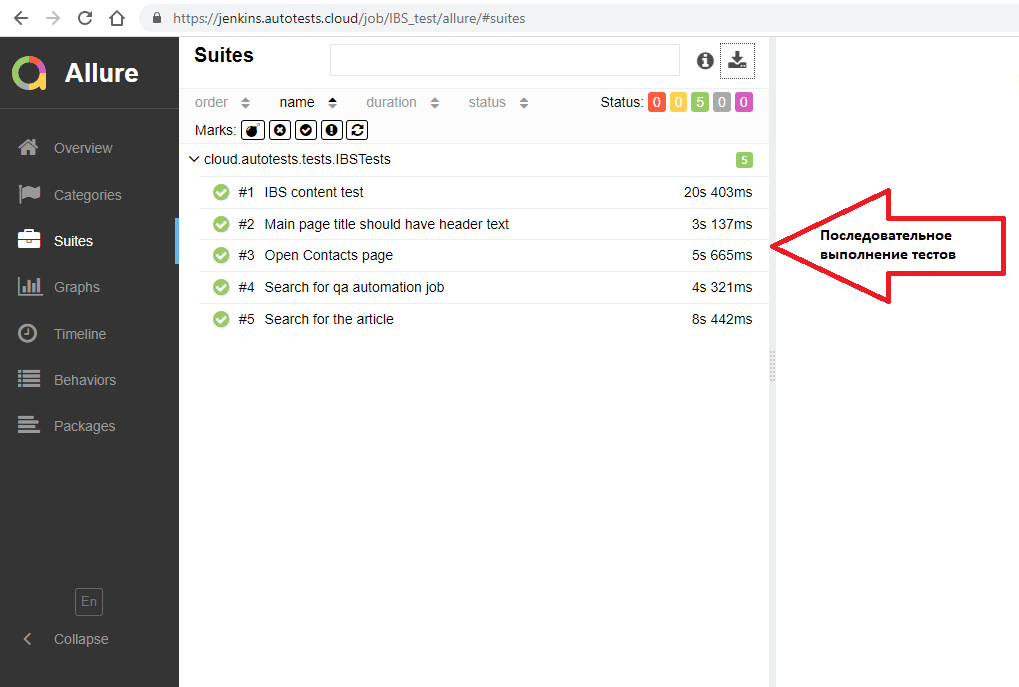 https://jenkins.autotests.cloud/job/IBS_test/allure/#suites
Allure
Overview
Categories
Suites
Graphs
Timeline
Behaviors
Packages
En
Collapse
Suites
order name duration status Status: 0 0 5 0 0
Marks:
cloud.autotests.tests.IBSTests 5
#1 IBS content test 20s 403ms
#2 Main page title should have header text 3s 137ms
#3 Open Contacts page 5s 665ms
#4 Search for qa automation job 4s 321ms
#5 Search for the article 8s 442ms
Последовательное
выполнение тестов